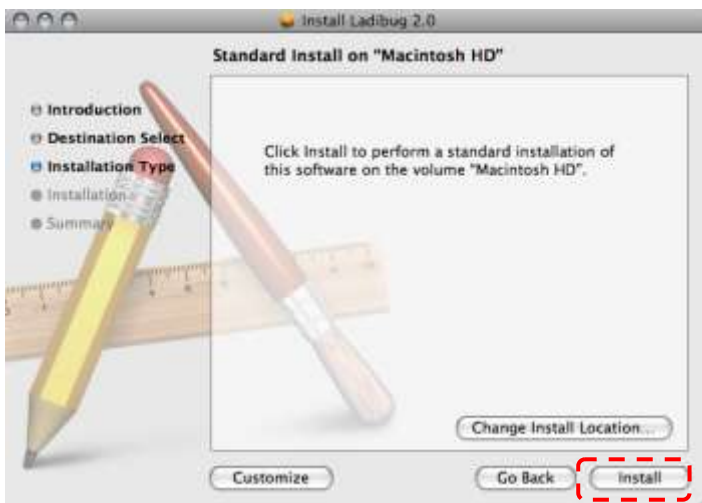 Install Ladibug 2.0
Standard Install on "Macintosh HD"
Introduction
Destination Select
Installation Type
Installation
Summary
Click Install to perform a standard installation of
this software on the volume "Macintosh HD".
Change Install Location...
Customize
Go Back
Install